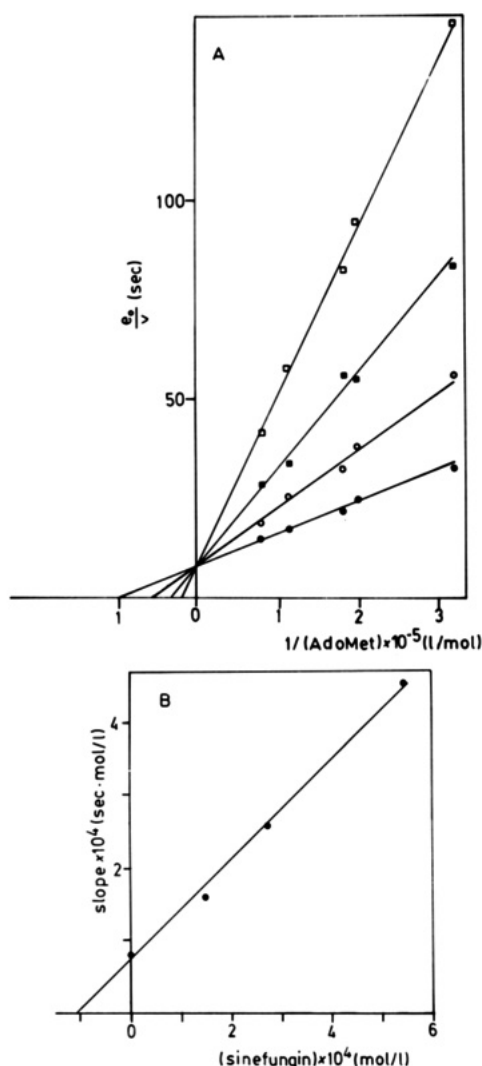 A
100
50
e₀/v (sec)
1 0 1 2 3
1/(AdoMet)×10⁻⁵(l/mol)
B
4
2
slope×10⁴(sec·mol/l)
0 2 4 6
(sinefungin)×10⁴(mol/l)